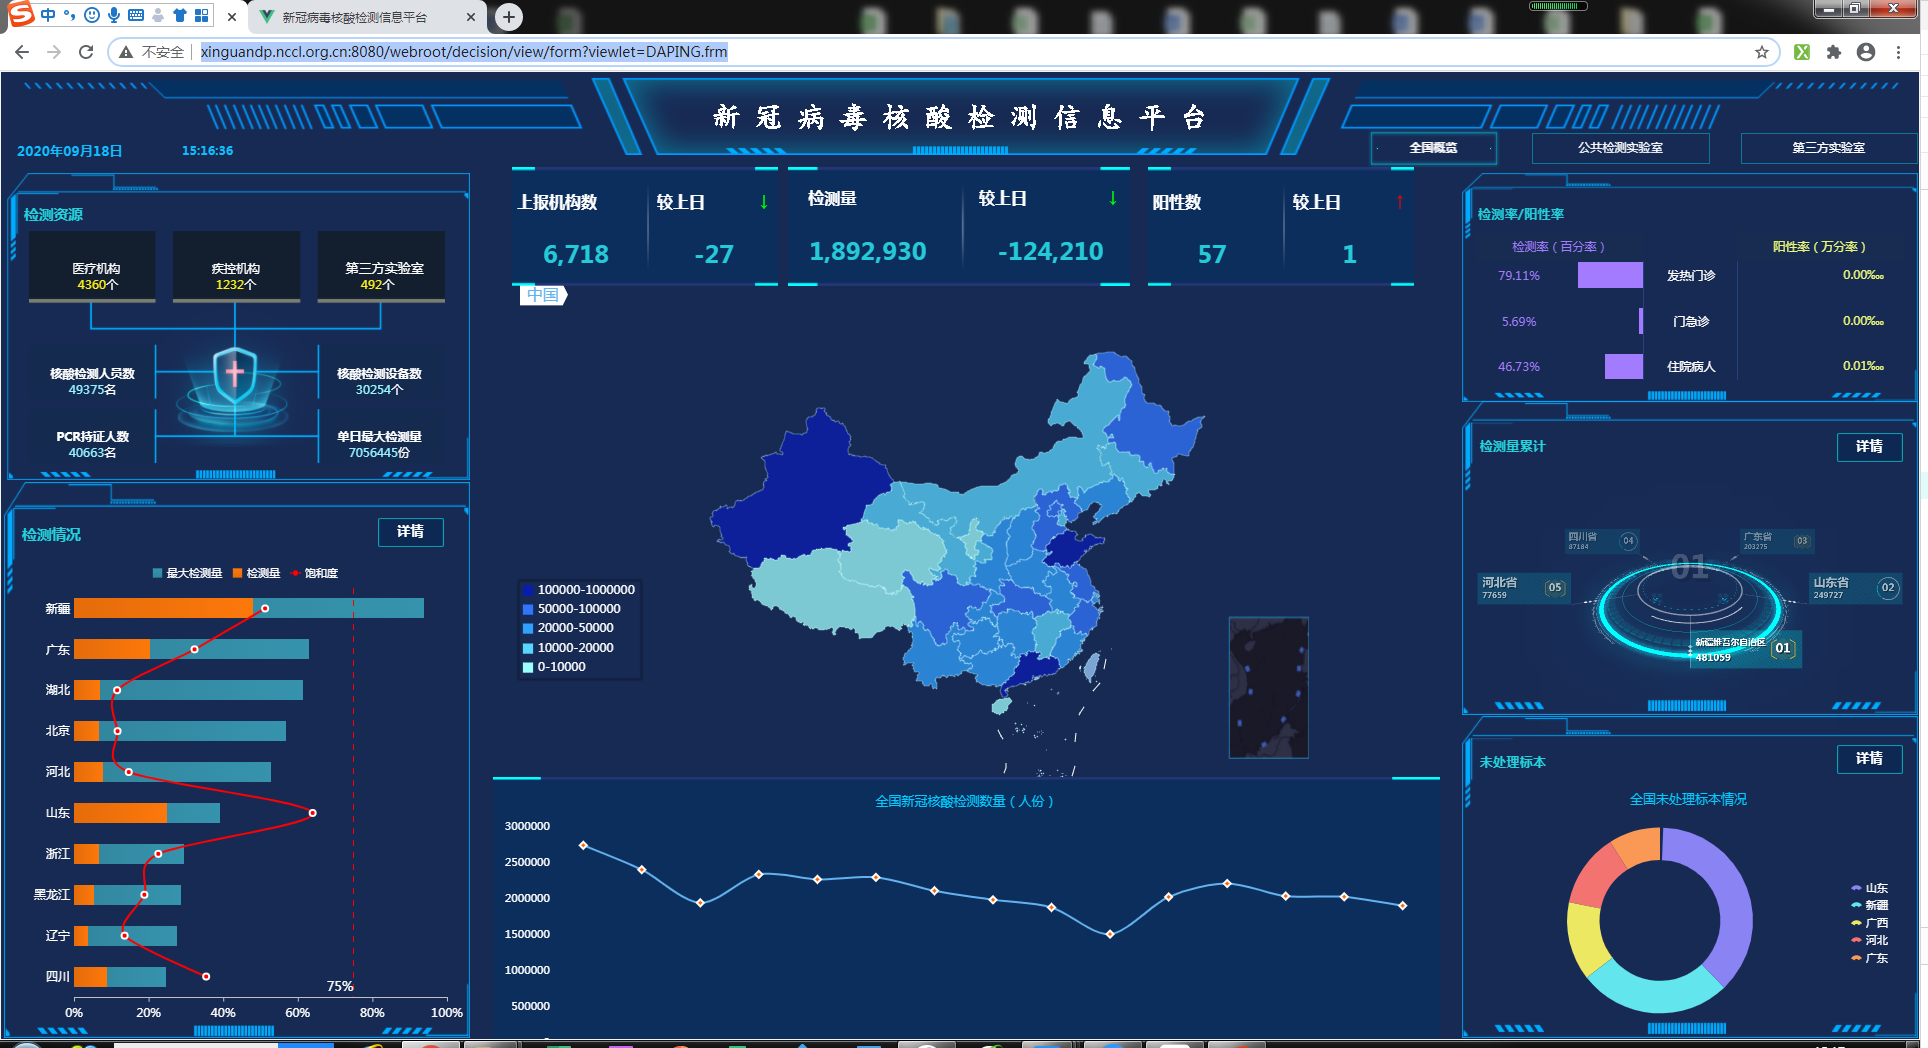 中
新冠病毒核酸检测信息平台
不安全
xinguandp.nccl.org.cn:8080/webroot/decision/view/form?viewlet=DAPING.frm
新冠病毒核酸检测信息平台
2020年09月18日
15:16:36
全国概览
公共检测实验室
第三方实验室
检测资源
医疗机构
4360个
疾控机构
1232个
第三方实验室
492个
核酸检测人员数
49375名
核酸检测设备数
30254个
PCR持证人数
40663名
单日最大检测量
7056445份
检测情况
详情
最大检测量
检测量
饱和度
新疆
广东
湖北
北京
河北
山东
浙江
黑龙江
辽宁
四川
75%
0%
20%
40%
60%
80%
100%
上报机构数
较上日
↓
6,718
-27
检测量
较上日
↓
1,892,930
-124,210
阳性数
较上日
↑
57
1
中国
100000-1000000
50000-100000
20000-50000
10000-20000
0-10000
全国新冠核酸检测数量（人份）
3000000
2500000
2000000
1500000
1000000
500000
检测率/阳性率
检测率（百分率）
阳性率（万分率）
79.11%
发热门诊
0.00‱
5.69%
门急诊
0.00‱
46.73%
住院病人
0.01‱
检测量累计
详情
四川省
87184
04
广东省
203275
03
01
河北省
77659
05
山东省
249727
02
新疆维吾尔自治区
481059
01
未处理标本
详情
全国未处理标本情况
山东
新疆
广西
河北
广东